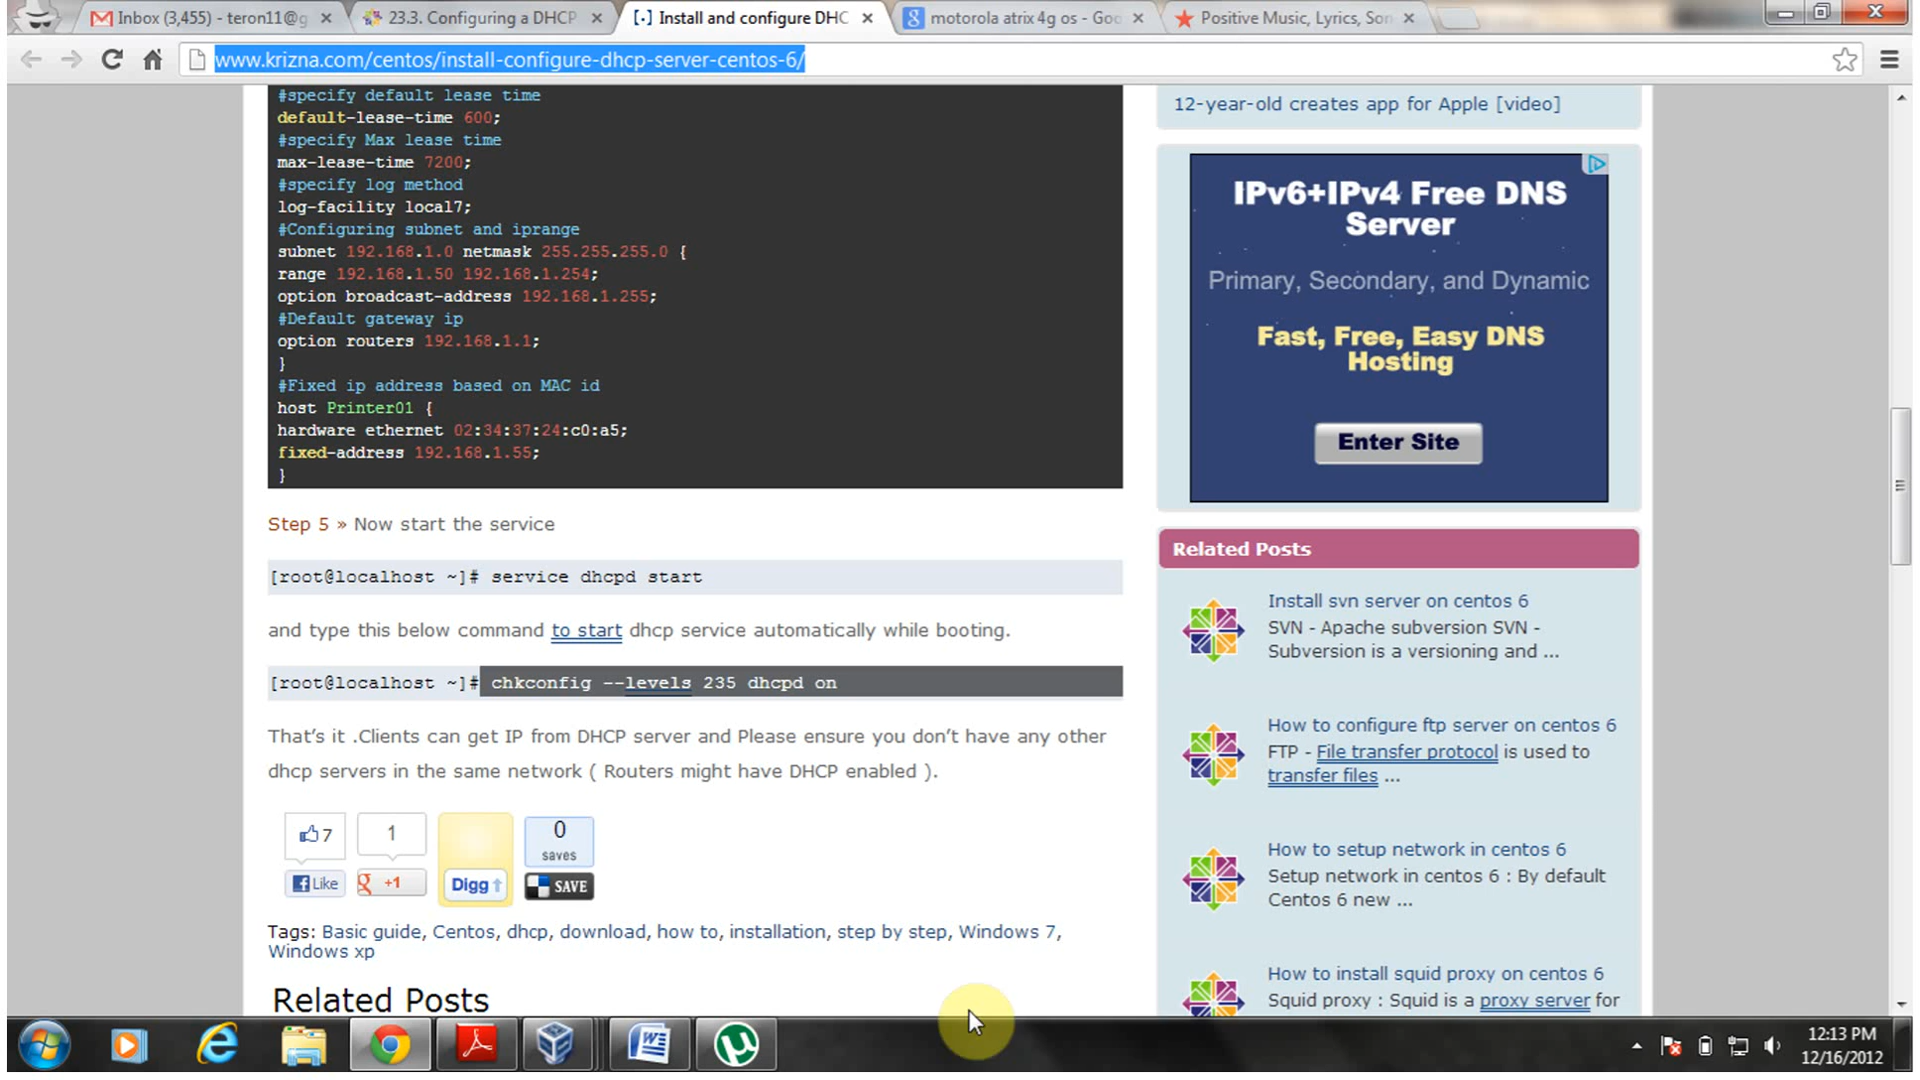 Inbox (3,455) - teron11@g
23.3. Configuring a DHCP
Install and configure DHC
motorola atrix 4g os - Goo
Positive Music, Lyrics, Son
www.krizna.com/centos/install-configure-dhcp-server-centos-6/
#specify default lease time
default-lease-time 600;
#specify Max lease time
max-lease-time 7200;
#specify log method
log-facility local7;
#Configuring subnet and iprange
subnet 192.168.1.0 netmask 255.255.255.0 {
range 192.168.1.50 192.168.1.254;
option broadcast-address 192.168.1.255;
#Default gateway ip
option routers 192.168.1.1;
}
#Fixed ip address based on MAC id
host Printer01 {
hardware ethernet 02:34:37:24:c0:a5;
fixed-address 192.168.1.55;
}
Step 5 » Now start the service
[root@localhost ~]# service dhcpd start
and type this below command to start dhcp service automatically while booting.
[root@localhost ~]# chkconfig --levels 235 dhcpd on
That's it .Clients can get IP from DHCP server and Please ensure you don't have any other
dhcp servers in the same network ( Routers might have DHCP enabled ).
7
1
0
saves
Like
+1
Digg
SAVE
Tags: Basic guide, Centos, dhcp, download, how to, installation, step by step, Windows 7,
Windows xp
Related Posts
12-year-old creates app for Apple [video]
IPv6+IPv4 Free DNS
Server
Primary, Secondary, and Dynamic
Fast, Free, Easy DNS
Hosting
Enter Site
Related Posts
Install svn server on centos 6
SVN - Apache subversion SVN -
Subversion is a versioning and ...
How to configure ftp server on centos 6
FTP - File transfer protocol is used to
transfer files ...
How to setup network in centos 6
Setup network in centos 6 : By default
Centos 6 new ...
How to install squid proxy on centos 6
Squid proxy : Squid is a proxy server for
12:13 PM
12/16/2012